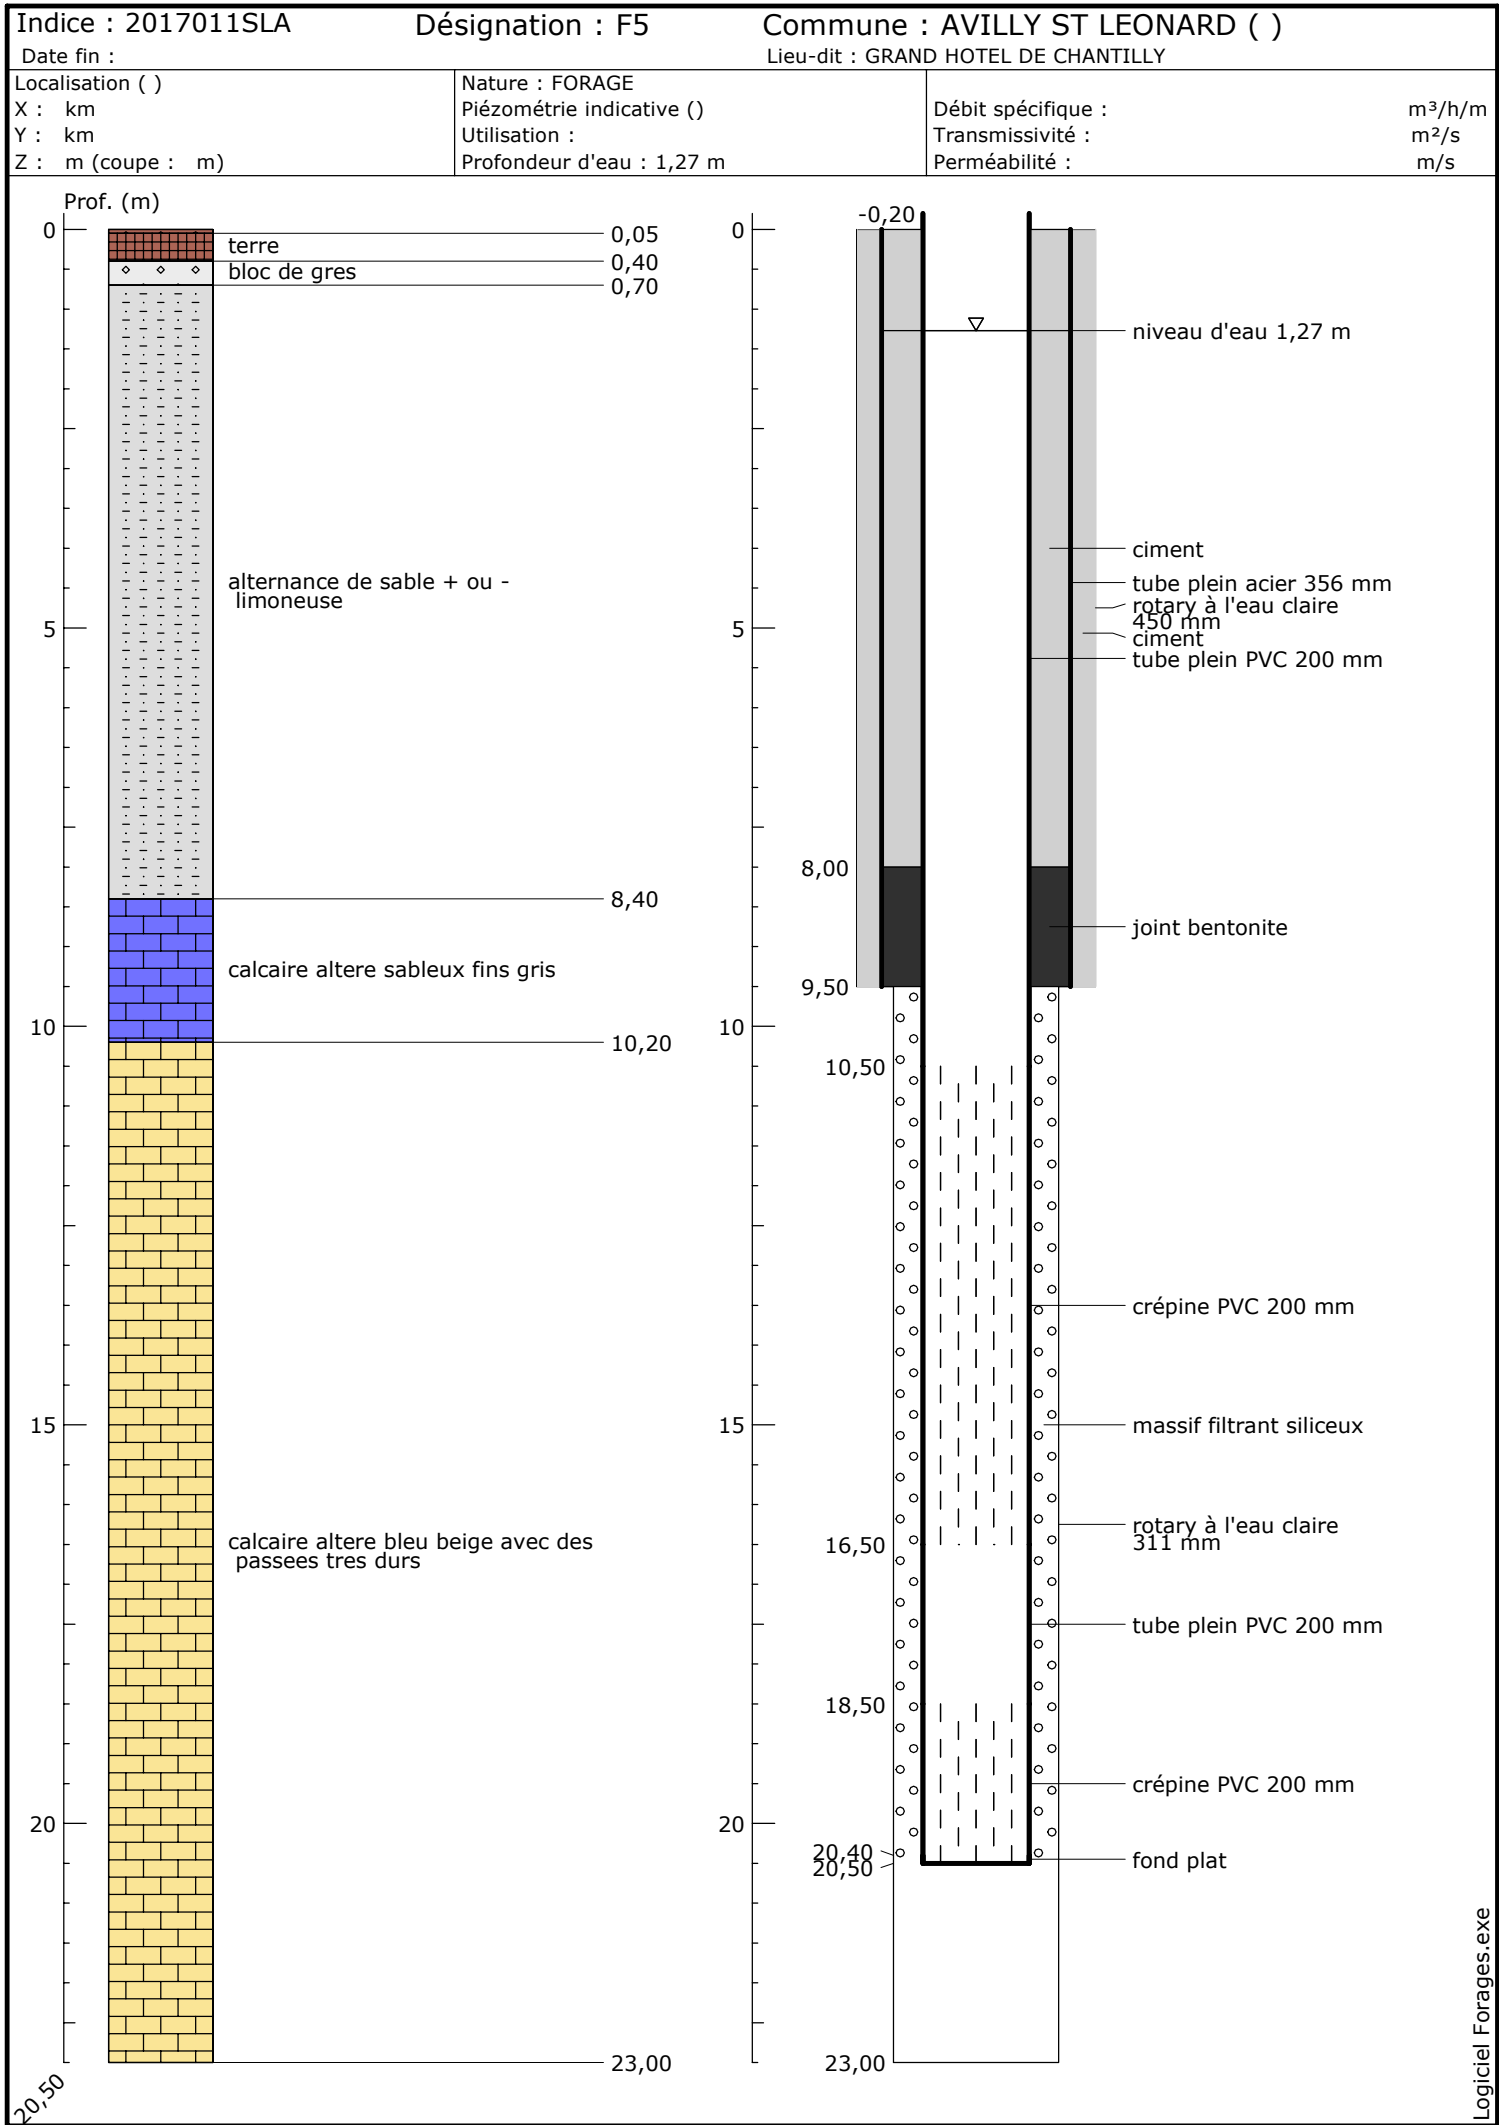 Indice : 2017011SLA Désignation : F5 Commune : AVILLY ST LEONARD ( )
Date fin : Lieu-dit : GRAND HOTEL DE CHANTILLY
Localisation ( )
X : km
Y : km
Z : m (coupe : m)
Nature : FORAGE
Piézométrie indicative ()
Utilisation :
Profondeur d'eau : 1,27 m
Débit spécifique : m³/h/m
Transmissivité : m²/s
Perméabilité : m/s
Prof. (m)
0
5
10
15
20
20,50
terre
bloc de gres
alternance de sable + ou -
limoneuse
calcaire altere sableux fins gris
calcaire altere bleu beige avec des
passees tres durs
0,05
0,40
0,70
8,40
10,20
23,00
0
5
10
15
20
-0,20
8,00
9,50
10,50
16,50
18,50
20,40
20,50
23,00
niveau d'eau 1,27 m
ciment
tube plein acier 356 mm
rotary à l'eau claire
450 mm
ciment
tube plein PVC 200 mm
joint bentonite
crépine PVC 200 mm
massif filtrant siliceux
rotary à l'eau claire
311 mm
tube plein PVC 200 mm
crépine PVC 200 mm
fond plat
Logiciel Forages.exe